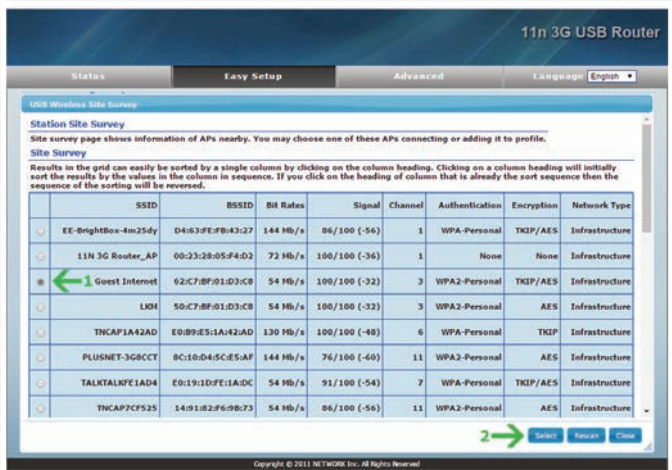 11n 3G USB Router
Status Easy Setup Advanced Language English
USB Wireless Site Survey
Station Site Survey
Site survey page shows information of APs nearby. You may choose one of these APs connecting or adding it to profile.
Site Survey
Results in the grid can easily be sorted by a single column by clicking on the column heading. Clicking on a column heading will initially
sort the results by the values in the column in sequence. If you click on the heading of column that is already the sort sequence then the
sequence of the sorting will be reversed.
SSID BSSID Bit Rates Signal Channel Authentication Encryption Network Type
EE-BrightBox-4m25dy D4:63:FE:FB:43:27 144 Mb/s 86/100 (-56) 1 WPA-Personal TKIP/AES Infrastructure
11N 3G Router_AP 00:23:28:05:F4:D2 72 Mb/s 100/100 (-36) 1 None None Infrastructure
1 Guest Internet 62:C7:BF:01:D3:C8 54 Mb/s 100/100 (-32) 3 WPA2-Personal TKIP/AES Infrastructure
LKH 50:C7:BF:01:D3:C8 54 Mb/s 100/100 (-32) 3 WPA2-Personal AES Infrastructure
TNCAP1A42AD E0:B9:E5:1A:42:AD 130 Mb/s 100/100 (-48) 6 WPA-Personal TKIP Infrastructure
PLUSNET-3G8CCT 8C:10:D4:5C:E5:AF 144 Mb/s 76/100 (-60) 11 WPA2-Personal AES Infrastructure
TALKTALKFE1AD4 E0:19:1D:FE:1A:DC 54 Mb/s 91/100 (-54) 7 WPA-Personal TKIP/AES Infrastructure
TNCAP7CF525 14:91:82:F6:9B:73 54 Mb/s 86/100 (-56) 11 WPA2-Personal AES Infrastructure
2 Select Rescan Close
Copyright © 2011 NETWORK Inc. All Rights Reserved